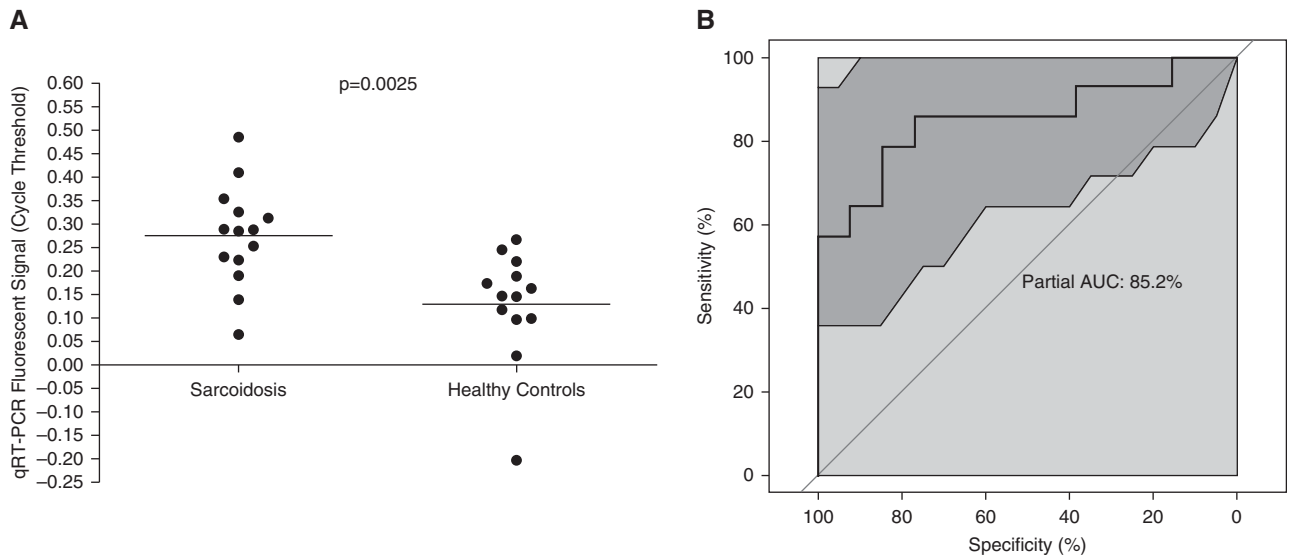 A
p=0.0025
qRT-PCR Fluorescent Signal (Cycle Threshold)
0.60
0.55
0.50
0.45
0.40
0.35
0.30
0.25
0.20
0.15
0.10
0.05
0.00
–0.05
–0.10
–0.15
–0.20
–0.25
Sarcoidosis
Healthy Controls
B
Sensitivity (%)
100
80
60
40
20
0
Partial AUC: 85.2%
100 80 60 40 20 0
Specificity (%)